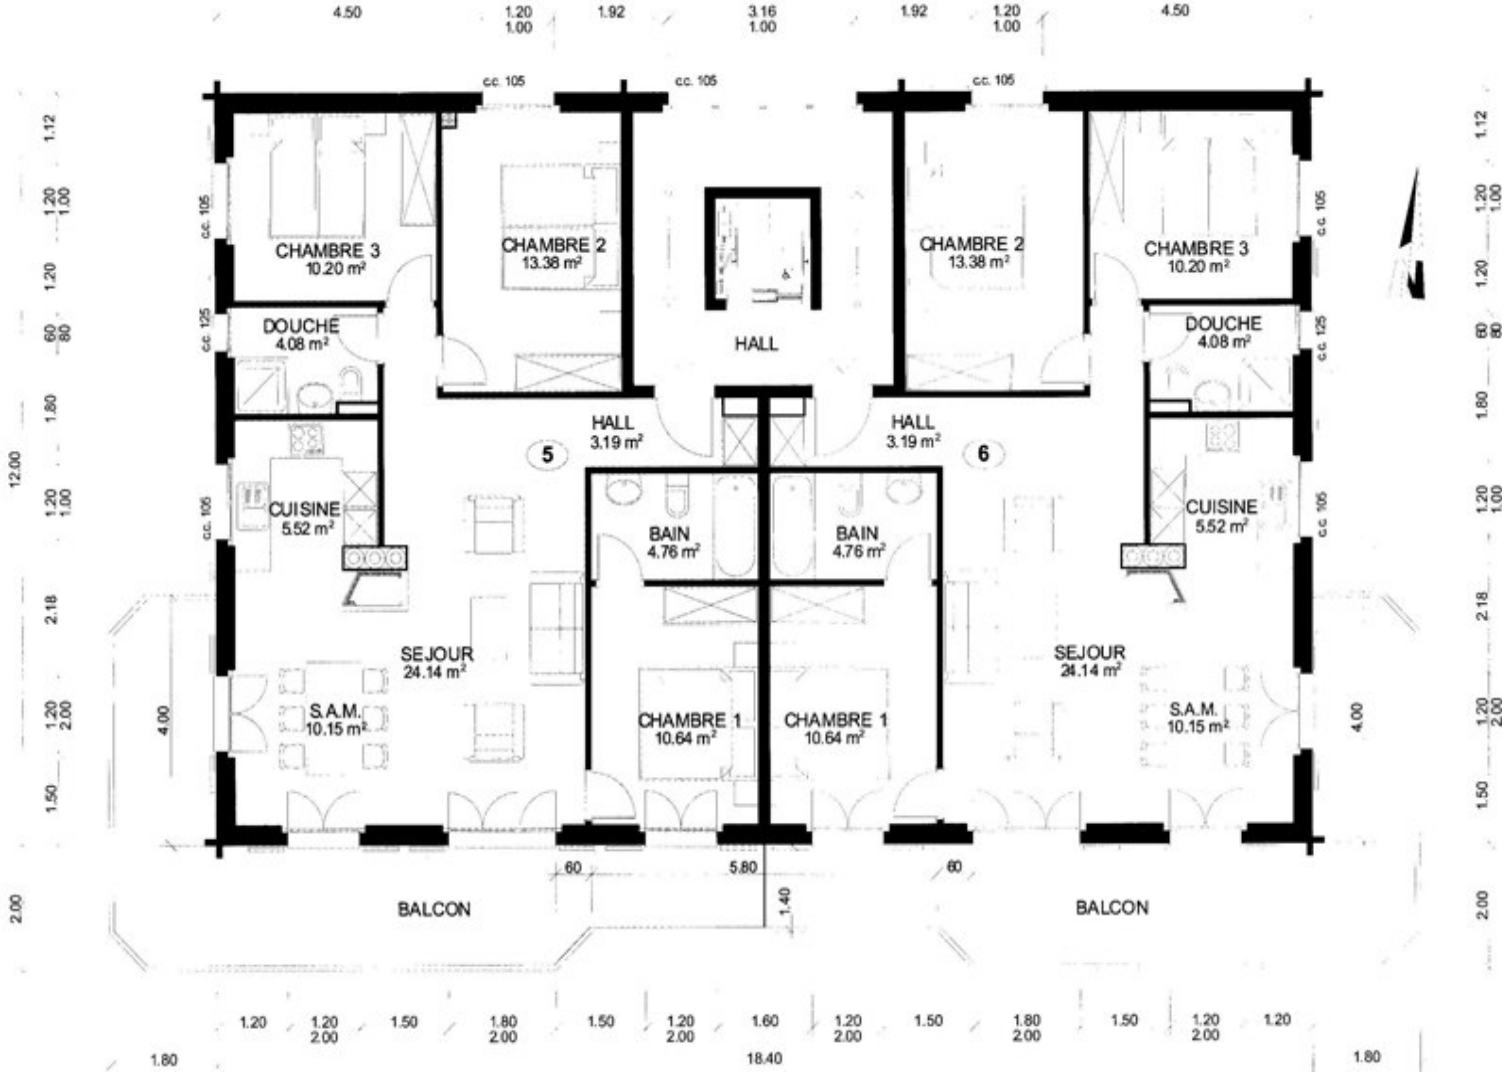 4.50 1.20 1.92 3.16 1.92 1.20 4.50
1.00 1.00 1.00
c.c. 105 c.c. 105 c.c. 105
1.12 1.12
1.20 1.00 1.20 1.00
c.c. 105 c.c. 105
CHAMBRE 3 CHAMBRE 2 CHAMBRE 2 CHAMBRE 3
10.20 m² 13.38 m² 13.38 m² 10.20 m²
1.20 1.20
60 80 60 80
c.c. 125 c.c. 125
DOUCHE DOUCHE
4.08 m² 4.08 m²
HALL
1.80 1.80
HALL HALL
3.19 m² 3.19 m²
5 6
12.00
1.20 1.00 1.20 1.00
c.c. 105 c.c. 105
CUISINE CUISINE
5.52 m² 5.52 m²
BAIN BAIN
4.76 m² 4.76 m²
2.18 2.18
SEJOUR SEJOUR
24.14 m² 24.14 m²
4.00 4.00
1.20 2.00 1.20 2.00
S.A.M. CHAMBRE 1 CHAMBRE 1 S.A.M.
10.15 m² 10.64 m² 10.64 m² 10.15 m²
1.50 1.50
60 5.80 60
2.00 1.40 2.00
BALCON BALCON
1.20 1.20 1.50 1.80 1.50 1.20 1.60 1.20 1.50 1.80 1.50 1.20 1.20
2.00 2.00 2.00 2.00 2.00 2.00
1.80 18.40 1.80